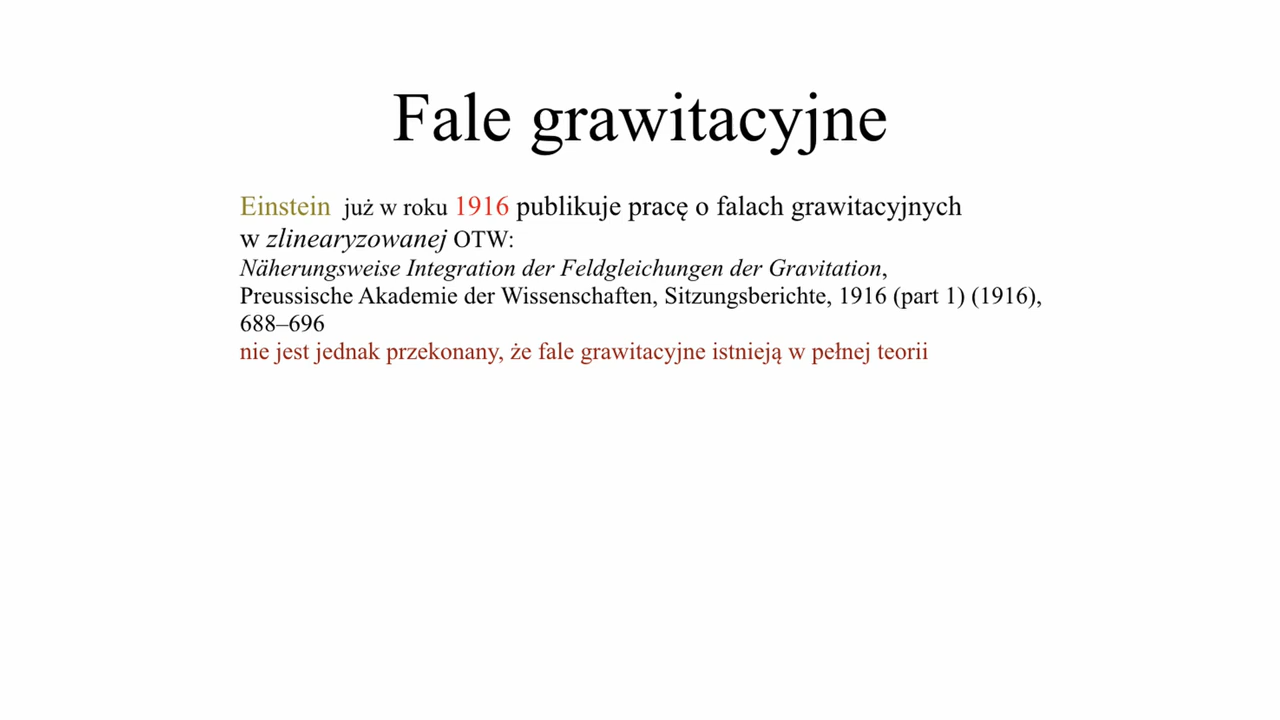 Fale grawitacyjne
Einstein już w roku 1916 publikuje pracę o falach grawitacyjnych
w zlinearyzowanej OTW:
Näherungsweise Integration der Feldgleichungen der Gravitation,
Preussische Akademie der Wissenschaften, Sitzungsberichte, 1916 (part 1) (1916),
688–696
nie jest jednak przekonany, że fale grawitacyjne istnieją w pełnej teorii